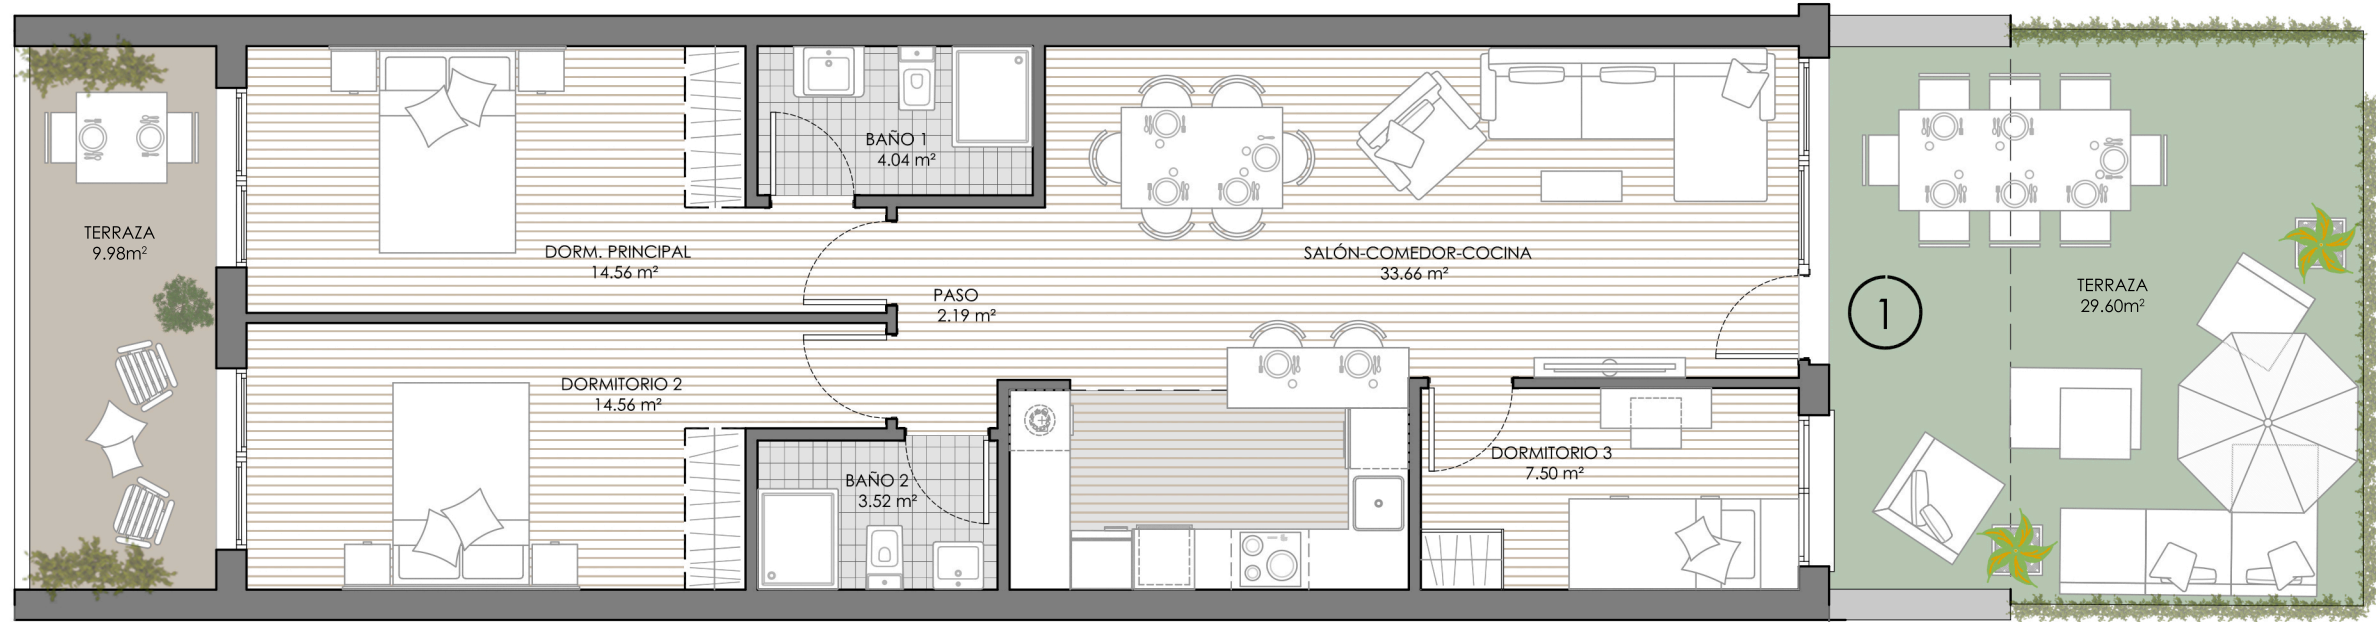 TERRAZA
9.98m²
DORM. PRINCIPAL
14.56 m²
BAÑO 1
4.04 m²
PASO
2.19 m²
SALÓN-COMEDOR-COCINA
33.66 m²
1
TERRAZA
29.60m²
DORMITORIO 2
14.56 m²
BAÑO 2
3.52 m²
DORMITORIO 3
7.50 m²